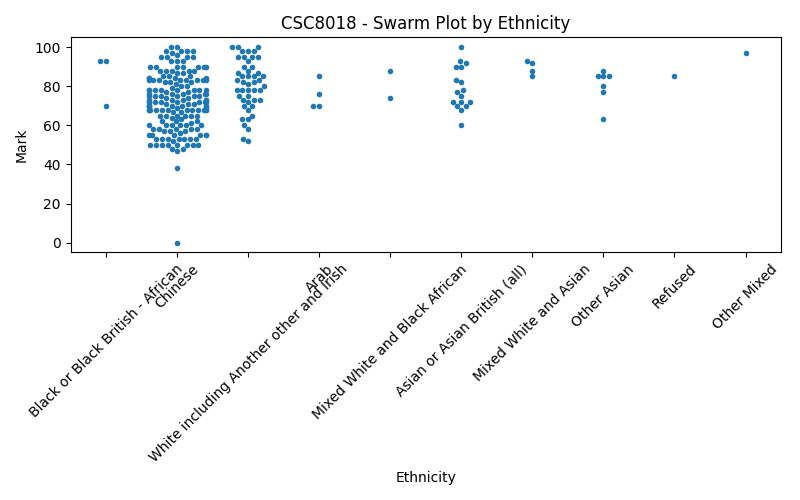 CSC8018 - Swarm Plot by Ethnicity
Mark
100
80
60
40
20
0
Black or Black British - African
Chinese
White including Another other and Irish
Arab
Mixed White and Black African
Asian or Asian British (all)
Mixed White and Asian
Other Asian
Refused
Other Mixed
Ethnicity